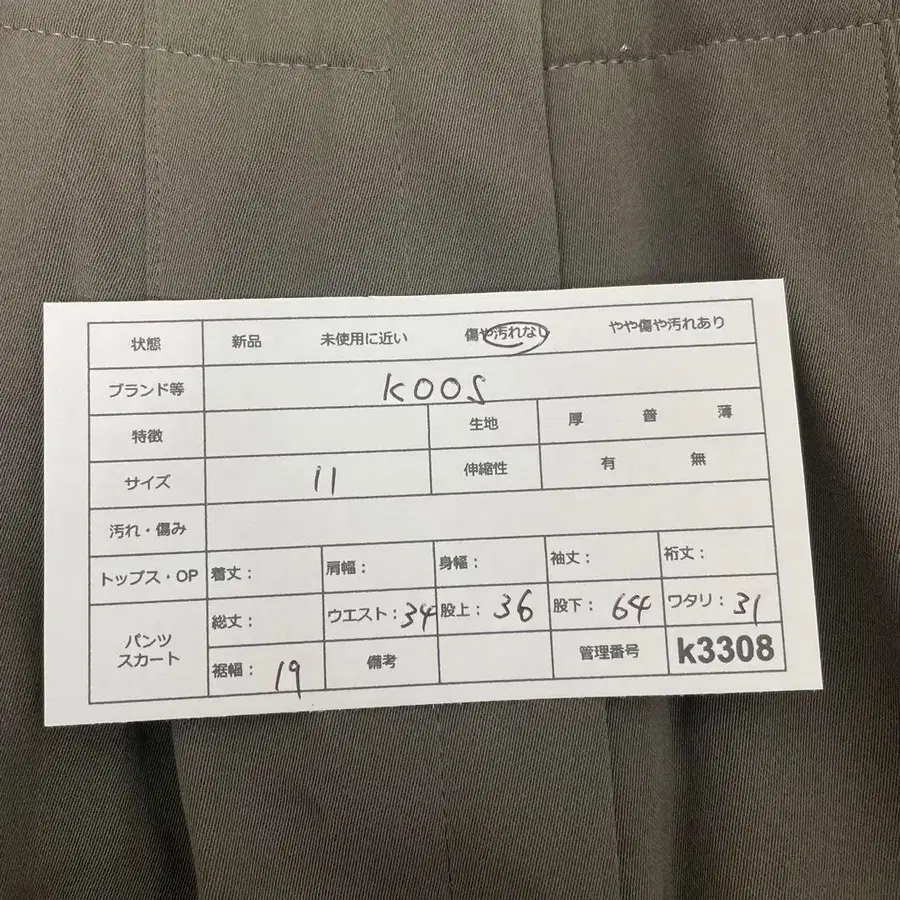 状態 新品 未使用に近い 傷や汚れなし やや傷や汚れあり
ブランド等 KOOS
特徴 生地 厚 普 薄
サイズ 11 伸縮性 有 無
汚れ・傷み
トップス・OP 着丈： 肩幅： 身幅： 袖丈： 裄丈：
パンツ スカート 総丈： ウエスト：34 股上：36 股下：64 ワタリ：31
裾幅：19 備考 管理番号 k3308